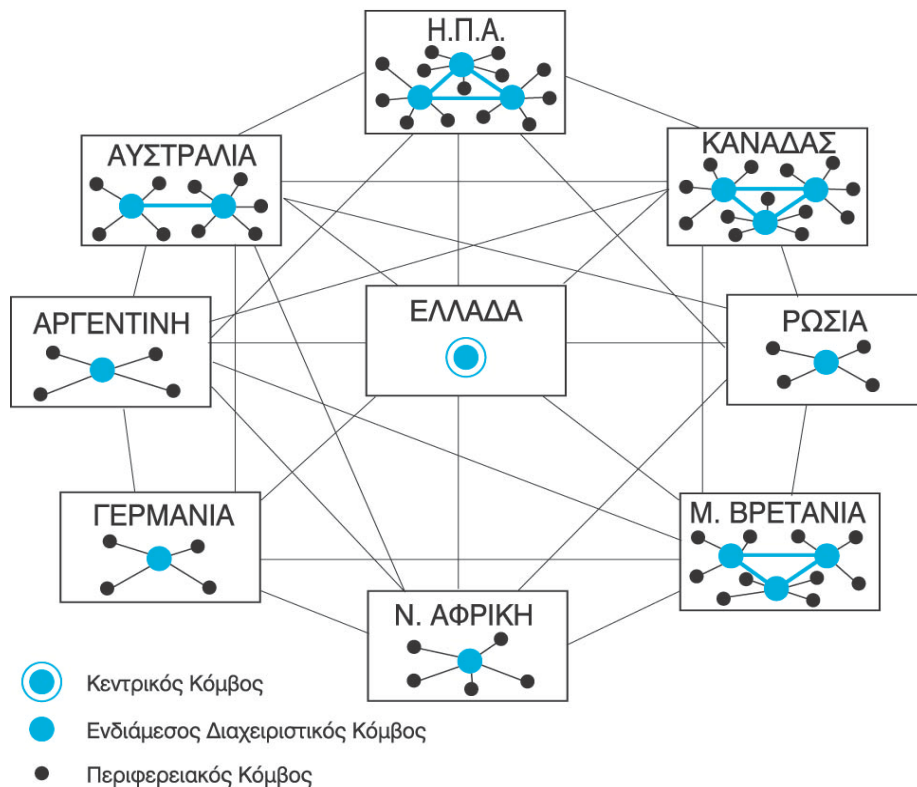 Η.Π.Α.
ΑΥΣΤΡΑΛΙΑ
ΚΑΝΑΔΑΣ
ΑΡΓΕΝΤΙΝΗ
ΕΛΛΑΔΑ
ΡΩΣΙΑ
ΓΕΡΜΑΝΙΑ
Μ. ΒΡΕΤΑΝΙΑ
Ν. ΑΦΡΙΚΗ
Κεντρικός Κόμβος
Ενδιάμεσος Διαχειριστικός Κόμβος
Περιφερειακός Κόμβος